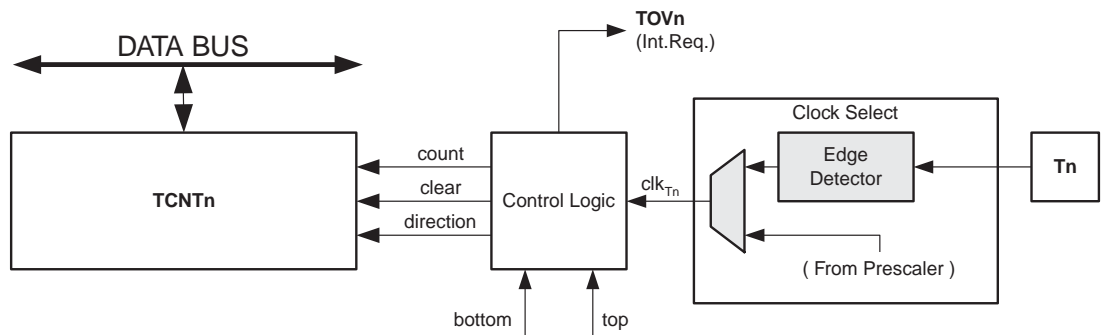 TOVn
(Int.Req.)
DATA BUS
Clock Select
count
Edge
Detector
Tn
TCNTn
clear
Control Logic
clkTn
direction
( From Prescaler )
bottom
top